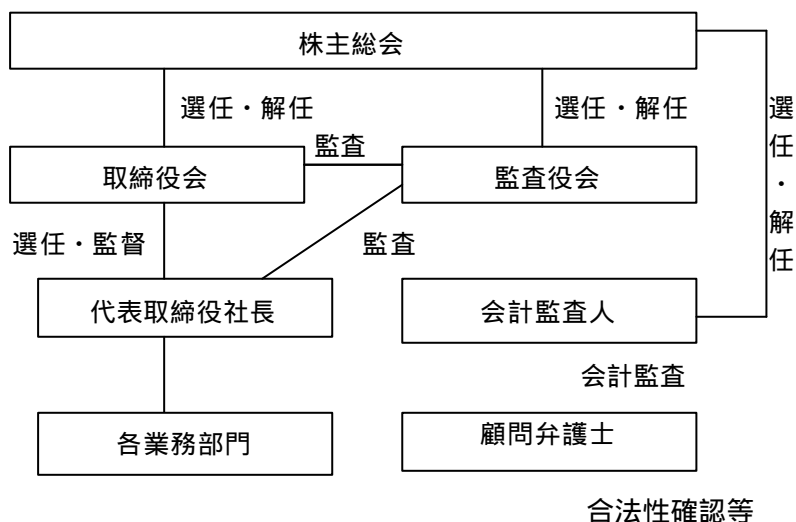 株主総会
選任・解任
選任・解任
選任・解任
監査
取締役会
監査役会
選任・監督
監査
代表取締役社長
会計監査人
会計監査
各業務部門
顧問弁護士
合法性確認等